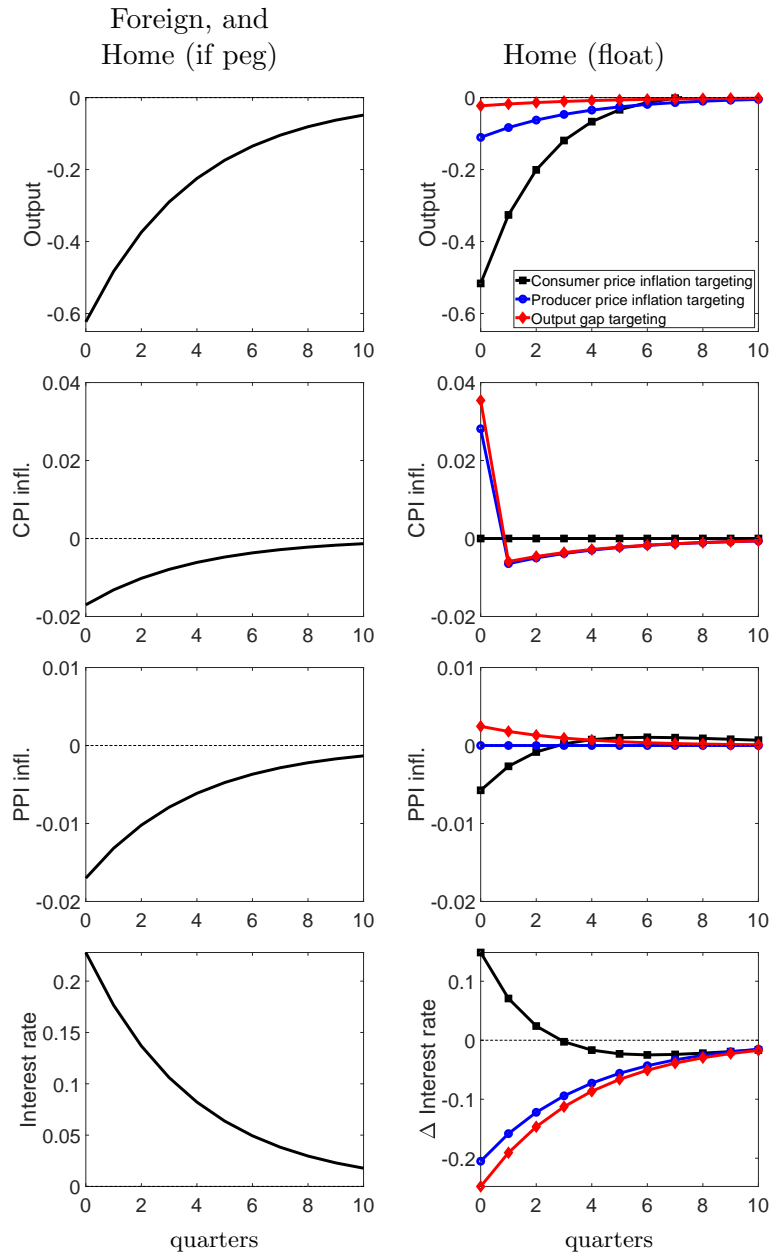 Foreign, and
Home (if peg)
Home (float)
0
-0.2
-0.4
-0.6
Output
0 2 4 6 8 10
0
-0.2
-0.4
-0.6
Output
Consumer price inflation targeting
Producer price inflation targeting
Output gap targeting
0 2 4 6 8 10
0.04
0.02
0
-0.02
CPI infl.
0 2 4 6 8 10
0.04
0.02
0
-0.02
CPI infl.
0 2 4 6 8 10
0.01
0
-0.01
-0.02
PPI infl.
0 2 4 6 8 10
0.01
0
-0.01
-0.02
PPI infl.
0 2 4 6 8 10
0.2
0.15
0.1
0.05
0
Interest rate
0 2 4 6 8 10
quarters
0.1
0
-0.1
-0.2
Δ Interest rate
0 2 4 6 8 10
quarters